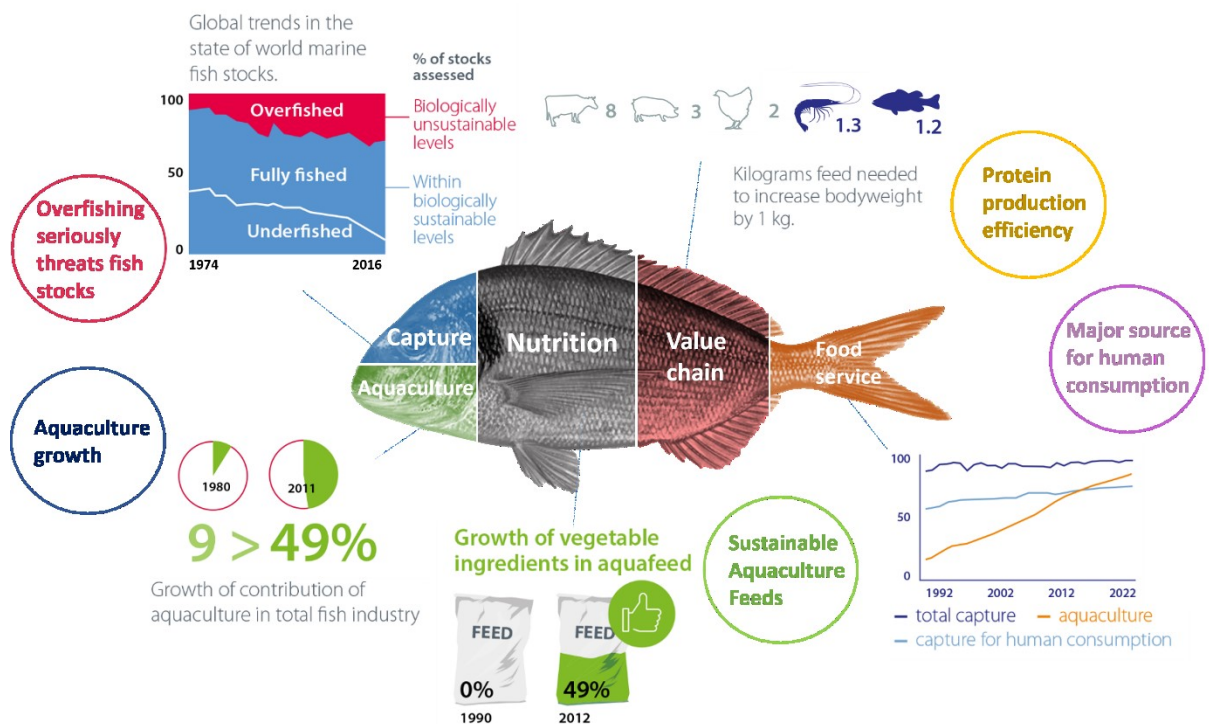 Global trends in the
state of world marine
fish stocks.
% of stocks
assessed
100
50
0
Overfished
Fully fished
Underfished
1974
2016
Biologically
unsustainable
levels
Within
biologically
sustainable
levels
8
3
2
1.3
1.2
Kilograms feed needed
to increase bodyweight
by 1 kg.
Protein
production
efficiency
Overfishing
seriously
threats fish
stocks
Capture
Aquaculture
Nutrition
Value
chain
Food
service
Major source
for human
consumption
Aquaculture
growth
1980
2011
9 > 49%
Growth of contribution of
aquaculture in total fish industry
Growth of vegetable
ingredients in aquafeed
FEED
0%
1990
FEED
49%
2012
Sustainable
Aquaculture
Feeds
100
50
0
1992
2002
2012
2022
total capture
aquaculture
capture for human consumption